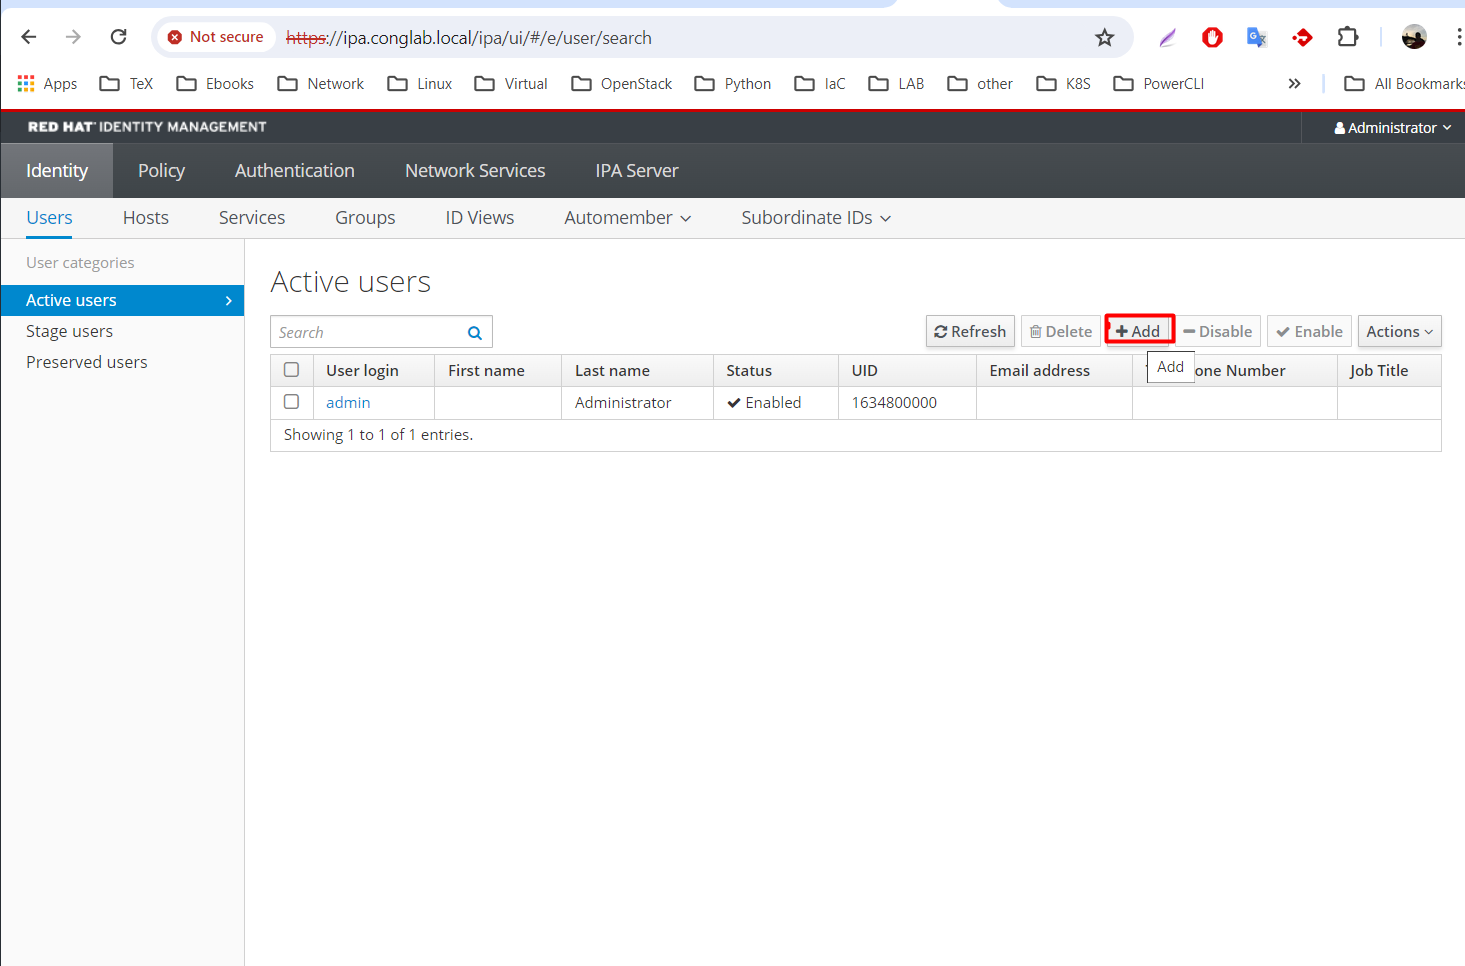 Not secure https://ipa.conglab.local/ipa/ui/#/e/user/search
Apps TeX Ebooks Network Linux Virtual OpenStack Python IaC LAB other K8S PowerCLI » All Bookmarks
RED HAT IDENTITY MANAGEMENT Administrator
Identity Policy Authentication Network Services IPA Server
Users Hosts Services Groups ID Views Automember Subordinate IDs
User categories
Active users
Stage users
Preserved users
Active users
Search Refresh Delete Add Disable Enable Actions
User login First name Last name Status UID Email address one Number Job Title
Add
admin Administrator Enabled 1634800000
Showing 1 to 1 of 1 entries.